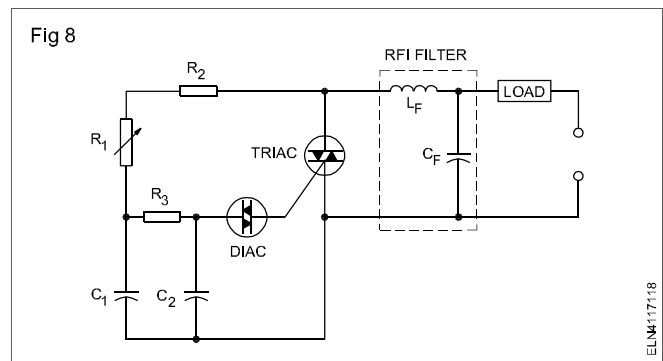 Fig 8
RFI FILTER
R2
LF
LOAD
R1
TRIAC
CF
R3
DIAC
C1
C2
ELN4117118